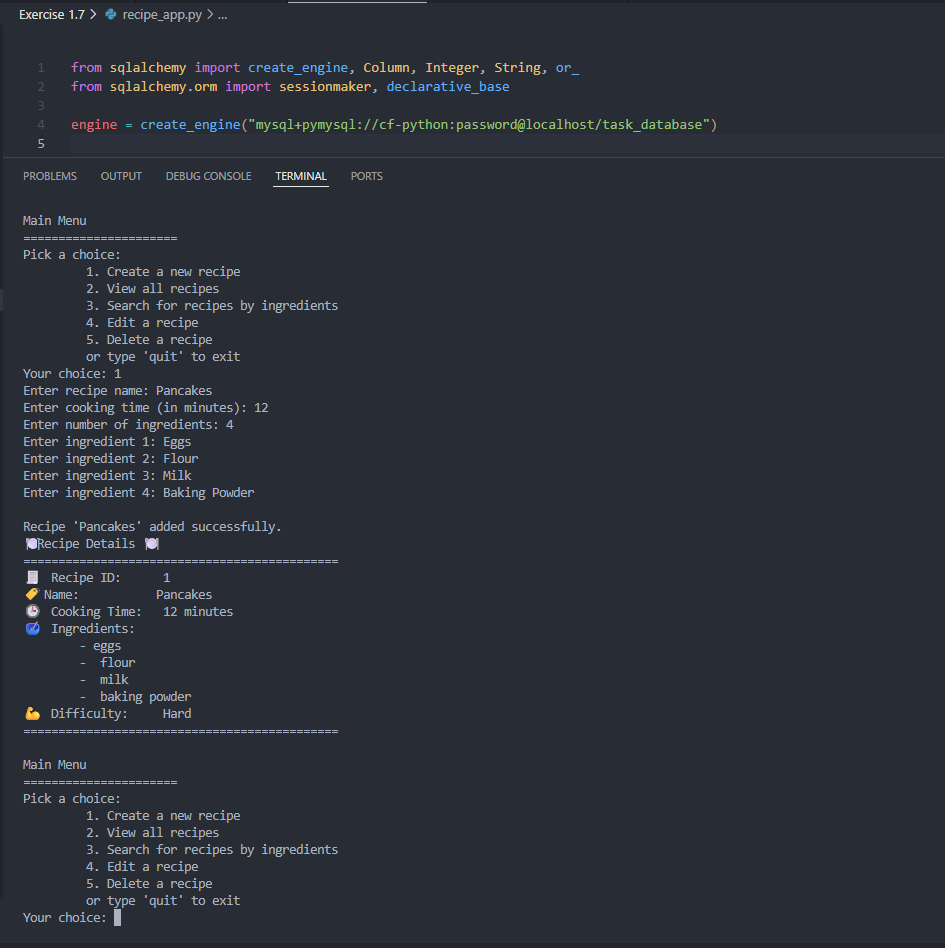 Exercise 1.7 > recipe_app.py > ...
1 from sqlalchemy import create_engine, Column, Integer, String, or_
2 from sqlalchemy.orm import sessionmaker, declarative_base
3
4 engine = create_engine("mysql+pymysql://cf-python:password@localhost/task_database")
5
PROBLEMS OUTPUT DEBUG CONSOLE TERMINAL PORTS
Main Menu
======================
Pick a choice:
1. Create a new recipe
2. View all recipes
3. Search for recipes by ingredients
4. Edit a recipe
5. Delete a recipe
or type 'quit' to exit
Your choice: 1
Enter recipe name: Pancakes
Enter cooking time (in minutes): 12
Enter number of ingredients: 4
Enter ingredient 1: Eggs
Enter ingredient 2: Flour
Enter ingredient 3: Milk
Enter ingredient 4: Baking Powder
Recipe 'Pancakes' added successfully.
🍽️Recipe Details 🍽️
=============================================
🧾 Recipe ID: 1
🏷️ Name: Pancakes
🕒 Cooking Time: 12 minutes
🥣 Ingredients:
- eggs
- flour
- milk
- baking powder
💪 Difficulty: Hard
=============================================
Main Menu
======================
Pick a choice:
1. Create a new recipe
2. View all recipes
3. Search for recipes by ingredients
4. Edit a recipe
5. Delete a recipe
or type 'quit' to exit
Your choice: